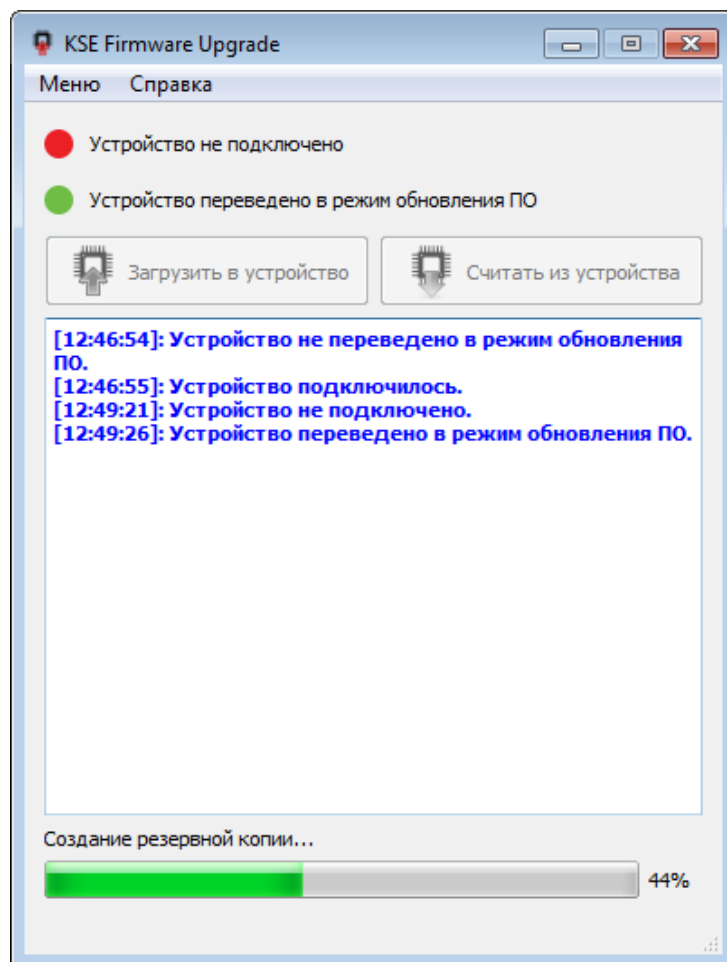 KSE Firmware Upgrade
Меню Справка
Устройство не подключено
Устройство переведено в режим обновления ПО
Загрузить в устройство Считать из устройства
[12:46:54]: Устройство не переведено в режим обновления
ПО.
[12:46:55]: Устройство подключилось.
[12:49:21]: Устройство не подключено.
[12:49:26]: Устройство переведено в режим обновления ПО.
Создание резервной копии...
44%